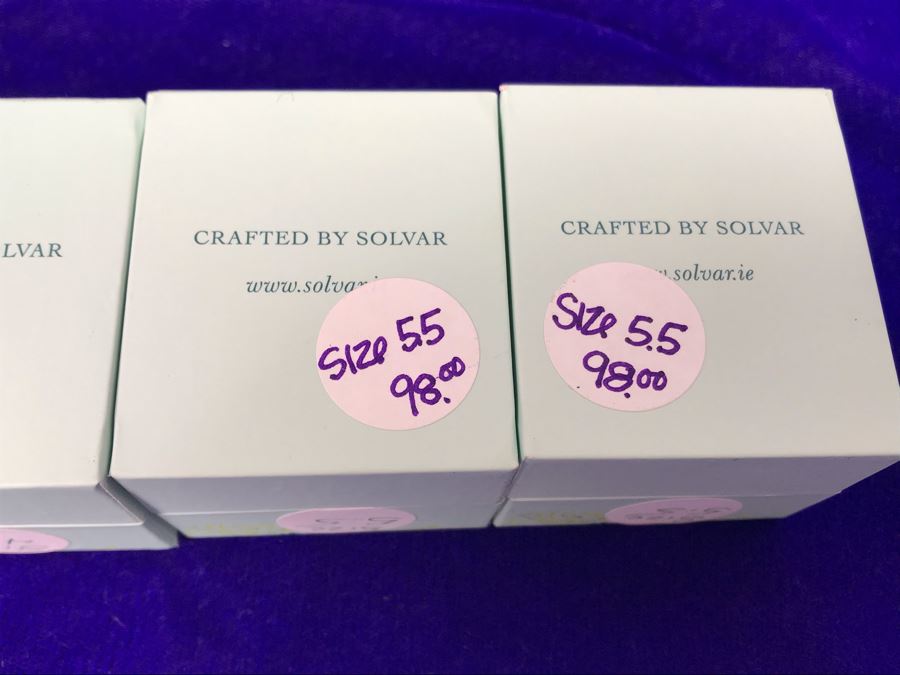 LVAR
CRAFTED BY SOLVAR
www.solvar.i
Size 5.5
98.00
CRAFTED BY SOLVAR
w.solvar.ie
Size 5.5
98.00